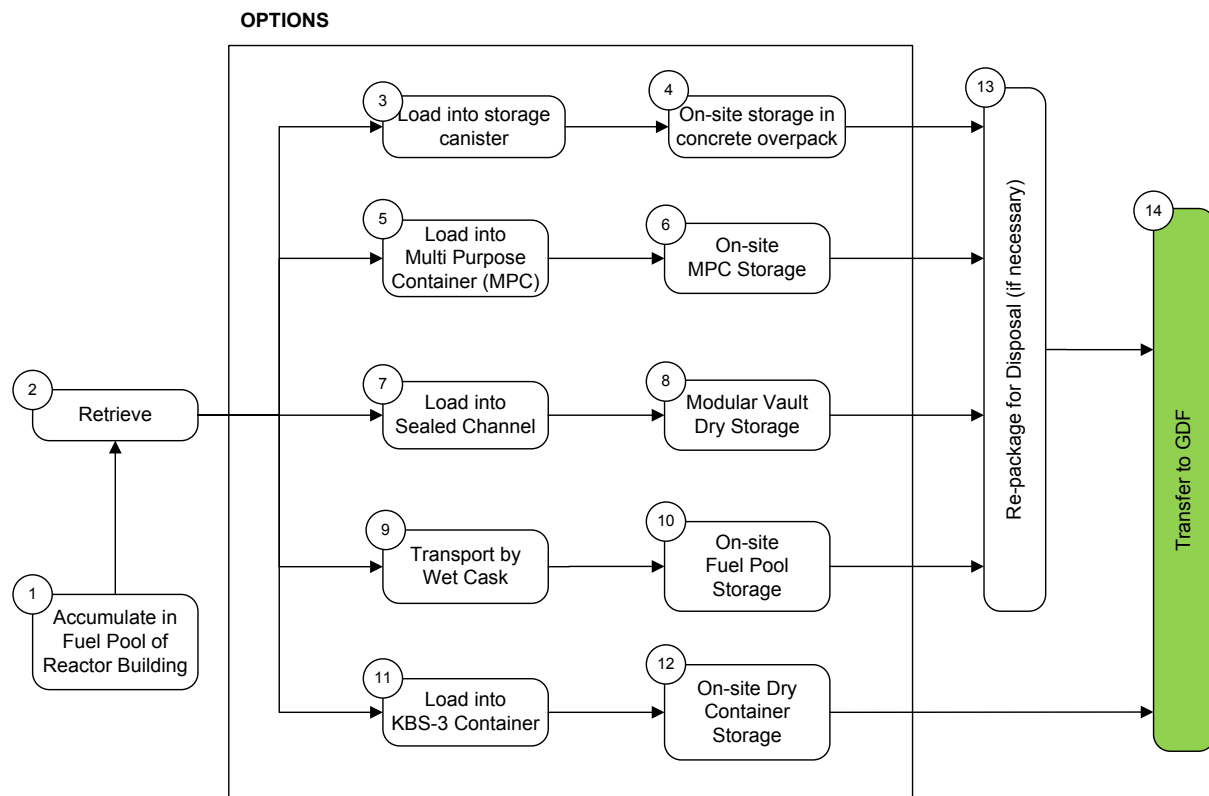 OPTIONS
1
Accumulate in
Fuel Pool of
Reactor Building
2
Retrieve
3
Load into storage
canister
4
On-site storage in
concrete overpack
5
Load into
Multi Purpose
Container (MPC)
6
On-site
MPC Storage
7
Load into
Sealed Channel
8
Modular Vault
Dry Storage
9
Transport by
Wet Cask
10
On-site
Fuel Pool
Storage
11
Load into
KBS-3 Container
12
On-site Dry
Container
Storage
13
Re-package for Disposal (if necessary)
14
Transfer to GDF